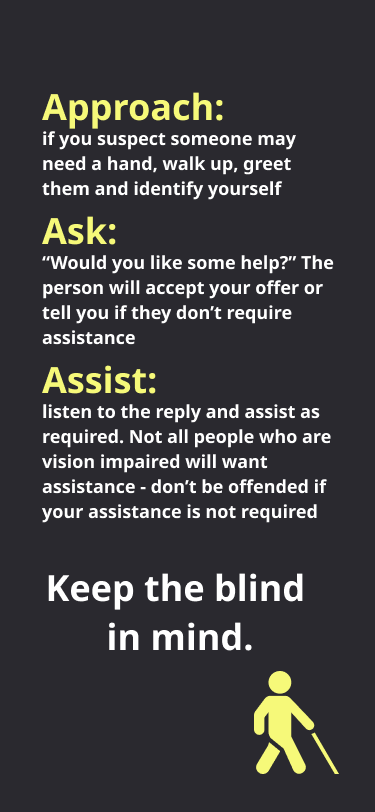 Approach:
if you suspect someone may
need a hand, walk up, greet
them and identify yourself
Ask:
“Would you like some help?” The
person will accept your offer or
tell you if they don’t require
assistance
Assist:
listen to the reply and assist as
required. Not all people who are
vision impaired will want
assistance - don’t be offended if
your assistance is not required
Keep the blind
in mind.